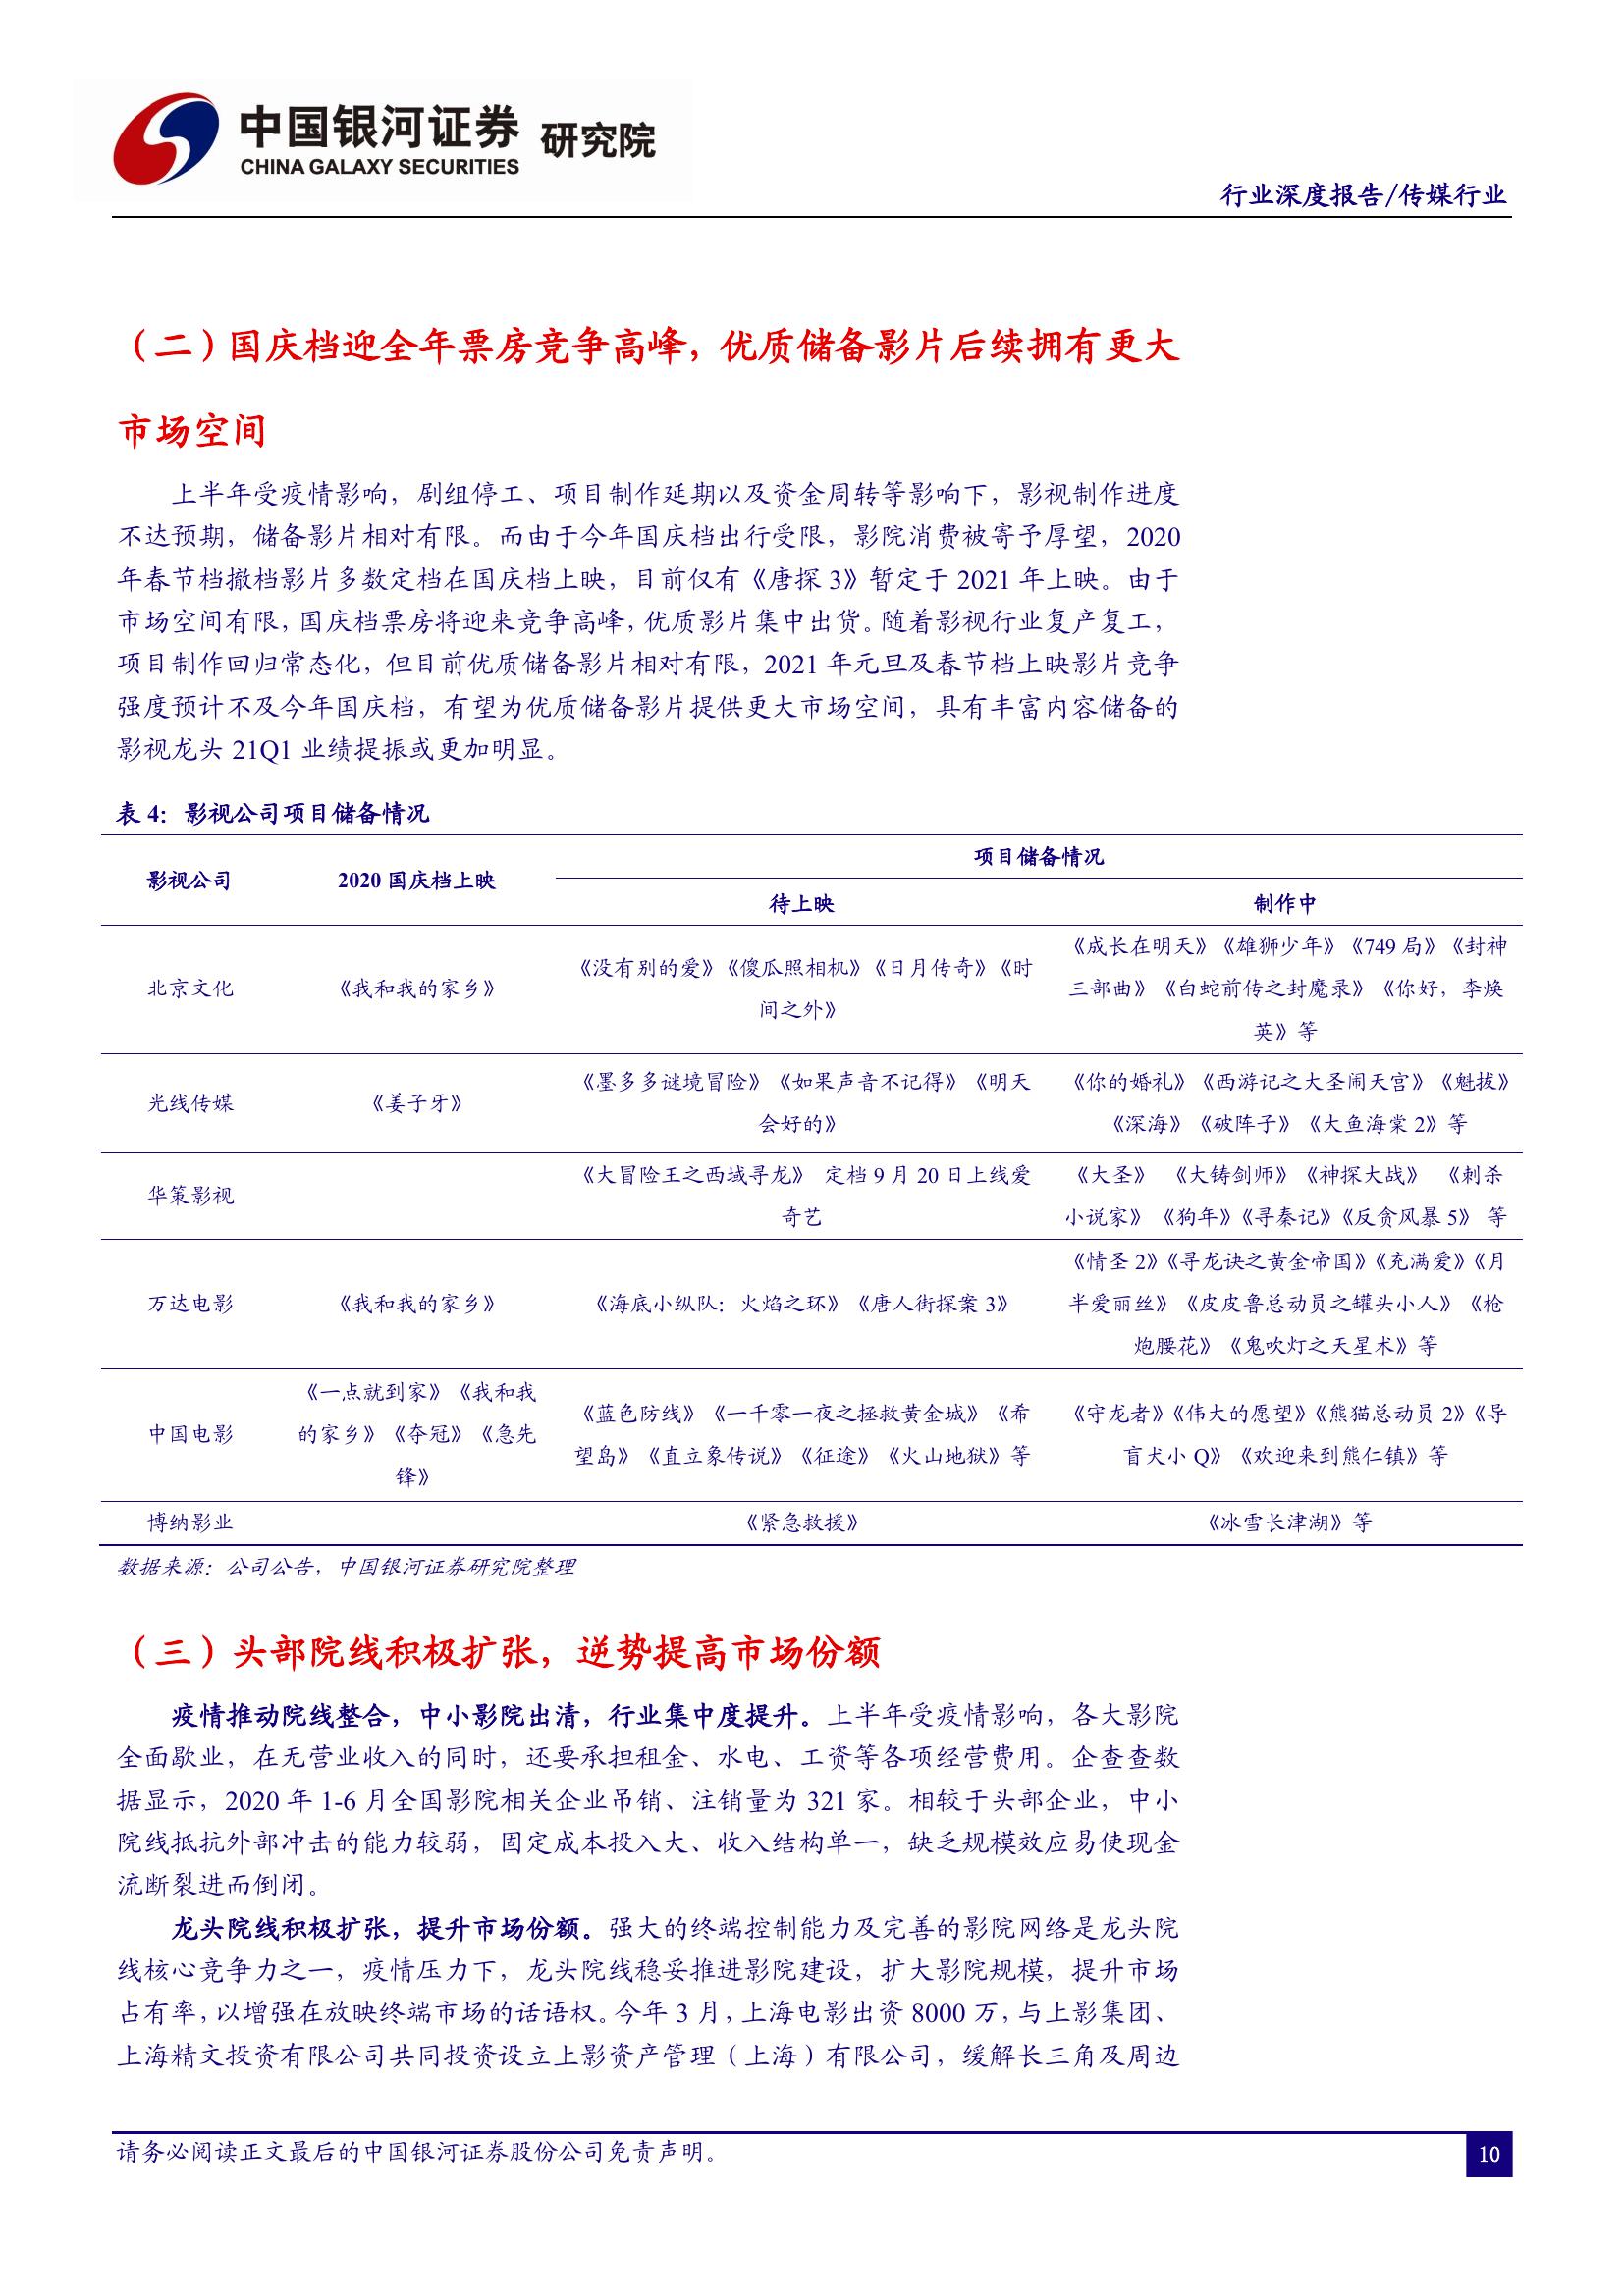 中国银河证券 研究院
CHINA GALAXY SECURITIES
行业深度报告/传媒行业
（二）国庆档迎全年票房竞争高峰，优质储备影片后续拥有更大
市场空间
上半年受疫情影响，剧组停工、项目制作延期以及资金周转等影响下，影视制作进度
不达预期，储备影片相对有限。而由于今年国庆档出行受限，影院消费被寄予厚望，2020
年春节档撤档影片多数定档在国庆档上映，目前仅有《唐探 3》暂定于 2021 年上映。由于
市场空间有限，国庆档票房将迎来竞争高峰，优质影片集中出货。随着影视行业复产复工，
项目制作回归常态化，但目前优质储备影片相对有限，2021 年元旦及春节档上映影片竞争
强度预计不及今年国庆档，有望为优质储备影片提供更大市场空间，具有丰富内容储备的
影视龙头 21Q1 业绩提振或更加明显。
表 4：影视公司项目储备情况
影视公司 2020 国庆档上映 项目储备情况
待上映 制作中
北京文化 《我和我的家乡》 《没有别的爱》《傻瓜照相机》《日月传奇》《时
间之外》
《成长在明天》《雄狮少年》《749 局》《封神
三部曲》《白蛇前传之封魔录》《你好，李焕
英》等
光线传媒 《姜子牙》 《墨多多谜境冒险》《如果声音不记得》《明天
会好的》
《你的婚礼》《西游记之大圣闹天宫》《魁拔》
《深海》《破阵子》《大鱼海棠 2》等
华策影视 《大冒险王之西域寻龙》 定档 9 月 20 日上线爱
奇艺
《大圣》 《大铸剑师》《神探大战》 《刺杀
小说家》《狗年》《寻秦记》《反贪风暴 5》 等
万达电影 《我和我的家乡》 《海底小纵队：火焰之环》《唐人街探案 3》
《情圣 2》《寻龙诀之黄金帝国》《充满爱》《月
半爱丽丝》《皮皮鲁总动员之罐头小人》《枪
炮腰花》《鬼吹灯之天星术》等
中国电影 《一点就到家》《我和我
的家乡》《夺冠》《急先
锋》
《蓝色防线》《一千零一夜之拯救黄金城》《希
望岛》《直立象传说》《征途》《火山地狱》等
《守龙者》《伟大的愿望》《熊猫总动员 2》《导
盲犬小 Q》《欢迎来到熊仁镇》等
博纳影业 《紧急救援》 《冰雪长津湖》等
数据来源：公司公告，中国银河证券研究院整理
（三）头部院线积极扩张，逆势提高市场份额
疫情推动院线整合，中小影院出清，行业集中度提升。上半年受疫情影响，各大影院
全面歇业，在无营业收入的同时，还要承担租金、水电、工资等各项经营费用。企查查数
据显示，2020 年 1-6 月全国影院相关企业吊销、注销量为 321 家。相较于头部企业，中小
院线抵抗外部冲击的能力较弱，固定成本投入大、收入结构单一，缺乏规模效应易使现金
流断裂进而倒闭。
龙头院线积极扩张，提升市场份额。强大的终端控制能力及完善的影院网络是龙头院
线核心竞争力之一，疫情压力下，龙头院线稳妥推进影院建设，扩大影院规模，提升市场
占有率，以增强在放映终端市场的话语权。今年 3 月，上海电影出资 8000 万，与上影集团、
上海精文投资有限公司共同投资设立上影资产管理（上海）有限公司，缓解长三角及周边
请务必阅读正文最后的中国银河证券股份公司免责声明。
10